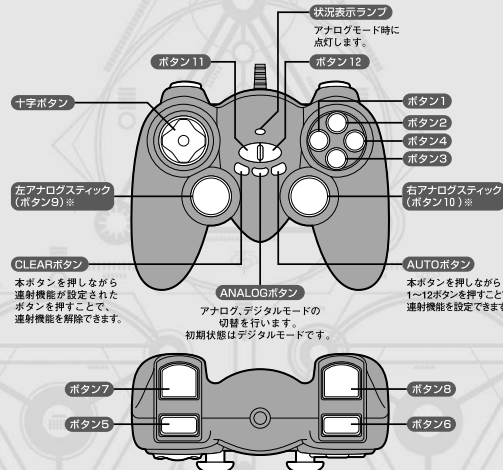 状況表示ランプ
アナログモード時に
点灯します。
ボタン11
ボタン12
十字ボタン
ボタン1
ボタン2
ボタン4
ボタン3
左アナログスティック
(ボタン9)※
右アナログスティック
(ボタン10)※
CLEARボタン
本ボタンを押しながら
連射機能が設定された
ボタンを押すことで、
連射機能を解除できます。
ANALOGボタン
アナログ、デジタルモードの
切替を行います。
初期状態はデジタルモードです。
AUTOボタン
本ボタンを押しながら
1～12ボタンを押すこと
連射機能を設定できます
ボタン7
ボタン8
ボタン5
ボタン6